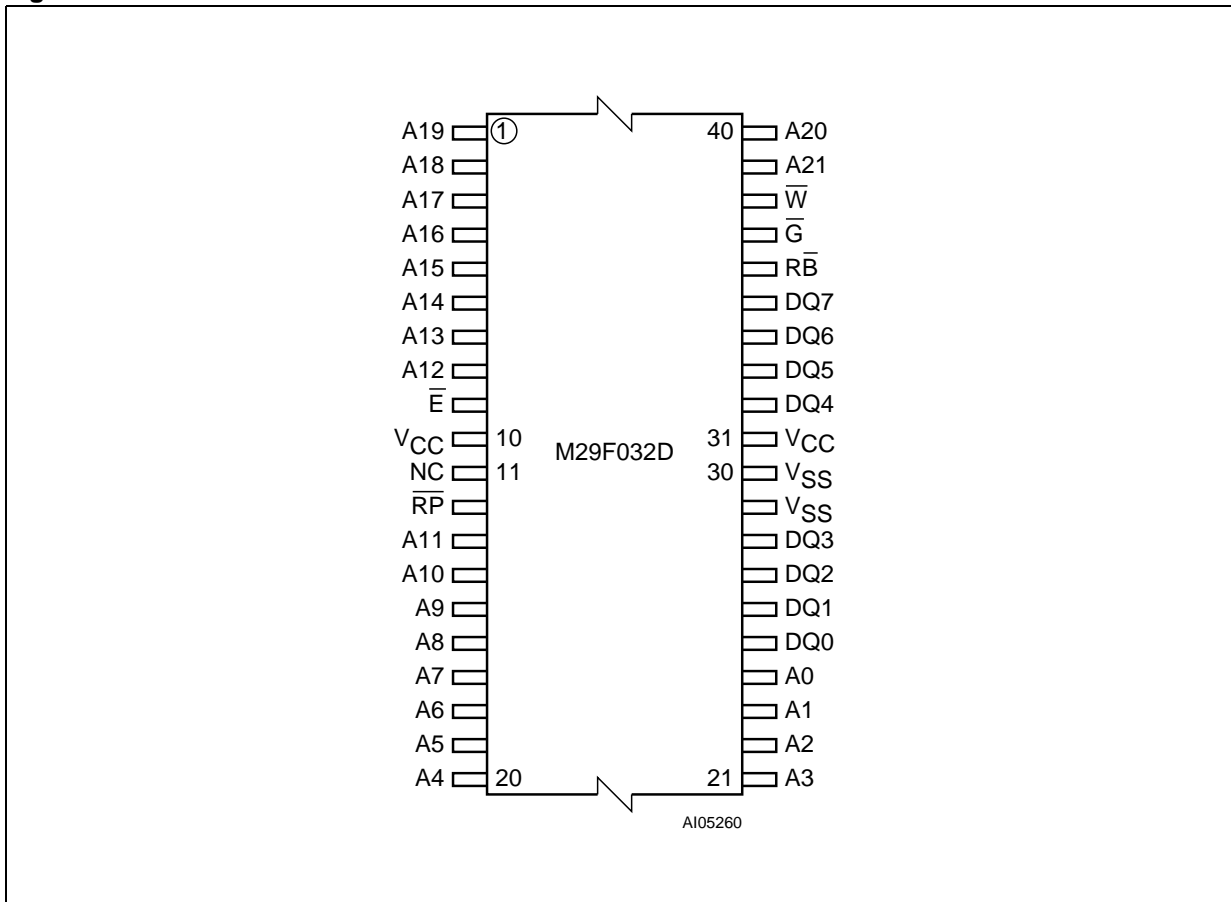 A19 1 40 A20
A18 A21
A17 W̅
A16 G̅
A15 RB̅
A14 DQ7
A13 DQ6
A12 DQ5
E̅ DQ4
VCC 10 31 VCC
M29F032D
NC 11 30 VSS
R̅P̅ VSS
A11 DQ3
A10 DQ2
A9 DQ1
A8 DQ0
A7 A0
A6 A1
A5 A2
A4 20 21 A3
AI05260